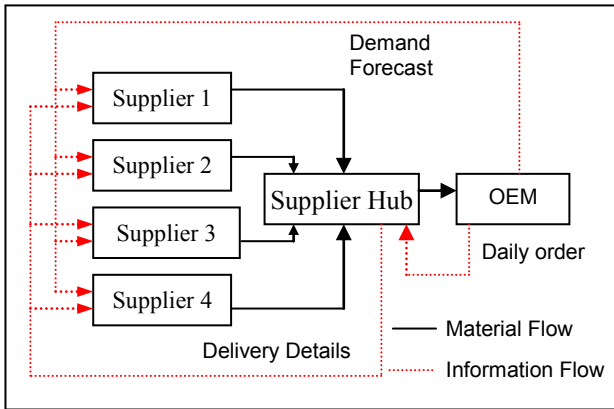 Demand
Forecast
Supplier 1
Supplier 2
Supplier Hub
OEM
Supplier 3
Daily order
Supplier 4
Material Flow
Delivery Details
Information Flow